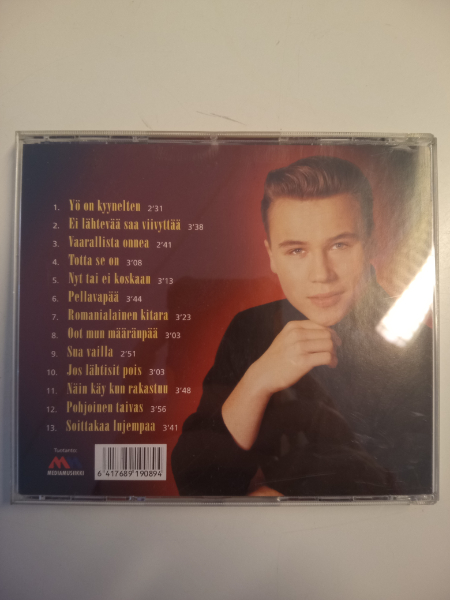 1. Yö on kyynelten 2'31
2. Ei lähtevää saa viivyttää 3'38
3. Vaarallista onnea 2'41
4. Totta se on 3'08
5. Nyt tai ei koskaan 3'13
6. Pellavapää 3'44
7. Romanialainen kitara 3'23
8. Oot mun määränpää 3'03
9. Sua vailla 2'51
10. Jos lähtisit pois 3'03
11. Näin käy kun rakastuu 3'48
12. Pohjoinen taivas 3'56
13. Soittakaa lujempaa 3'41
Tuotanto:
MEDIAMUSIIKKI
6 417689 190894